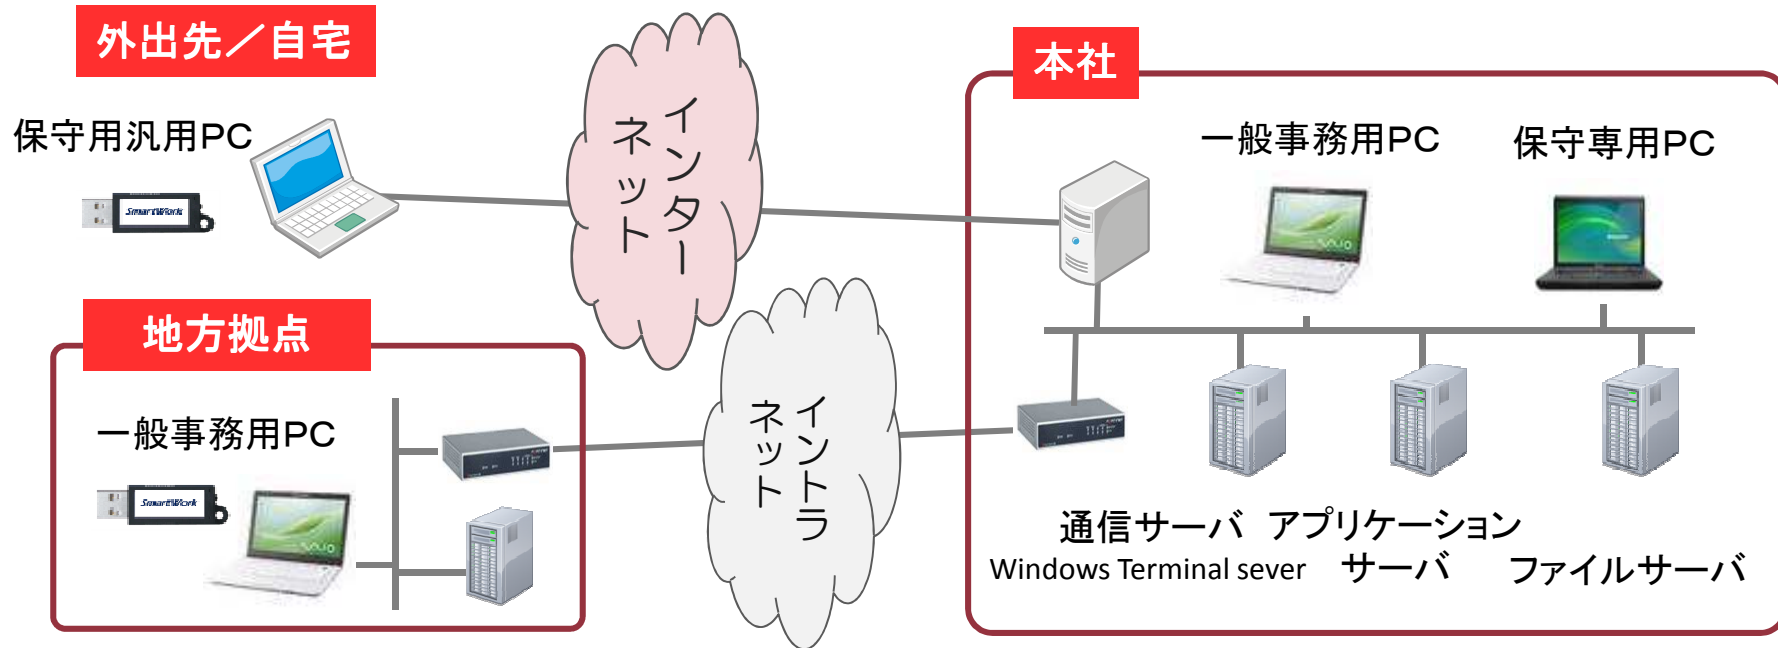 外出先／自宅
保守用汎用PC
SmartWork
インター
ネット
本社
一般事務用PC
保守専用PC
地方拠点
一般事務用PC
SmartWork
イントラ
ネット
通信サーバ
Windows Terminal sever
アプリケーション
サーバ
ファイルサーバ